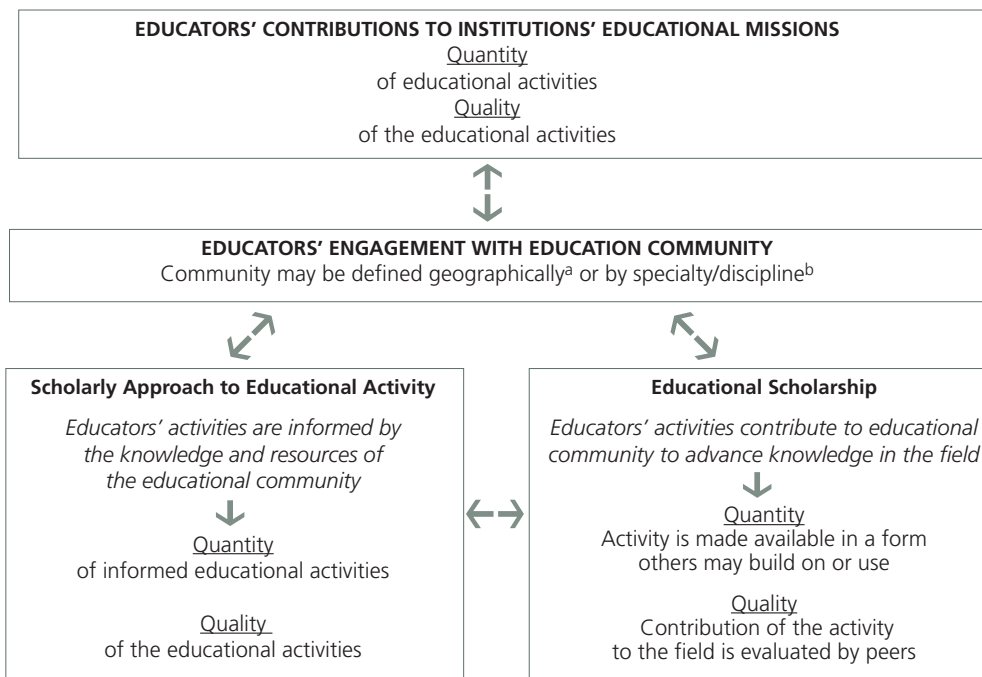 EDUCATORS’ CONTRIBUTIONS TO INSTITUTIONS’ EDUCATIONAL MISSIONS
Quantity
of educational activities
Quality
of the educational activities
EDUCATORS’ ENGAGEMENT WITH EDUCATION COMMUNITY
Community may be defined geographicallyᵃ or by specialty/disciplineᵇ
Scholarly Approach to Educational Activity
Educators’ activities are informed by
the knowledge and resources of
the educational community
Quantity
of informed educational activities
Quality
of the educational activities
Educational Scholarship
Educators’ activities contribute to educational
community to advance knowledge in the field
Quantity
Activity is made available in a form
others may build on or use
Quality
Contribution of the activity
to the field is evaluated by peers